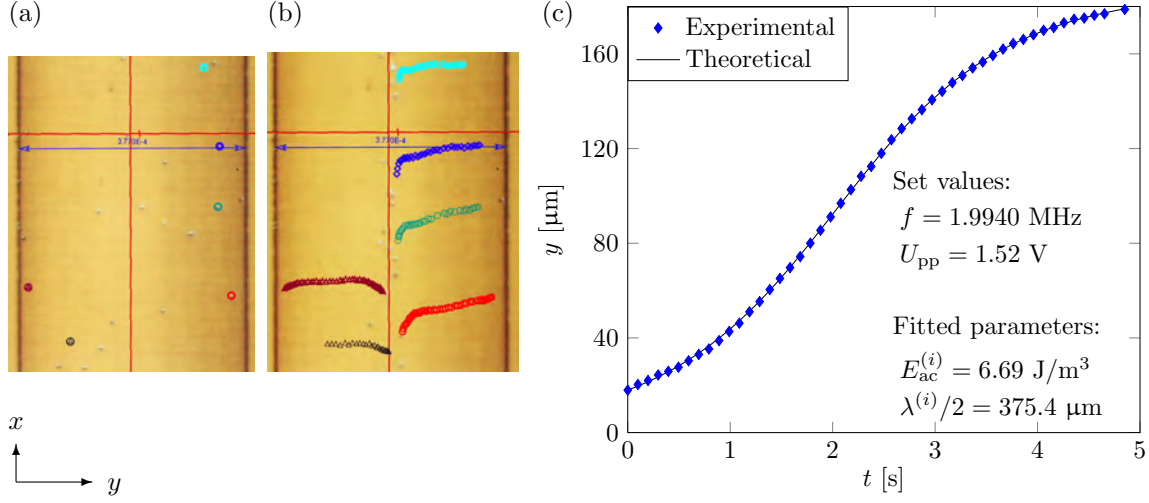 (a)
(b)
(c)
3.770E-4
3.770E-4
x
y
Experimental
Theoretical
160
120
80
40
0
y [μm]
0 1 2 3 4 5
t [s]
Set values:
f = 1.9940 MHz
U_pp = 1.52 V
Fitted parameters:
E_ac^(i) = 6.69 J/m³
λ^(i)/2 = 375.4 μm